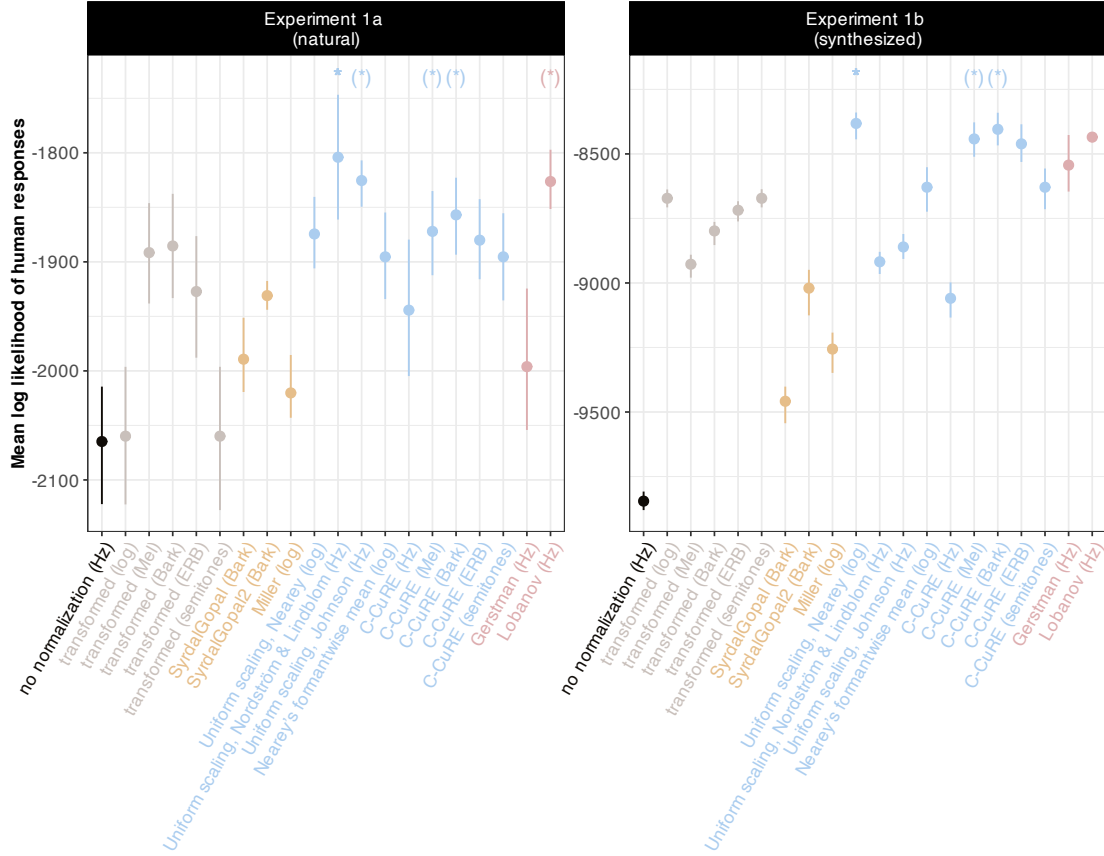 Experiment 1a
(natural)
Experiment 1b
(synthesized)
Mean log likelihood of human responses
* (*) (*) (*) (*)
-1800
-1900
-2000
-2100
* (*) (*)
-8500
-9000
-9500
no normalization (Hz)
transformed (log)
transformed (Mel)
transformed (Bark)
transformed (ERB)
transformed (semitones)
SyrdalGopal (Bark)
SyrdalGopal2 (Bark)
Miller (log)
Uniform scaling, Nearey (log)
Uniform scaling, Nordström & Lindblom (Hz)
Uniform scaling, Johnson (Hz)
Nearey's formantwise mean (log)
C-CuRE (Hz)
C-CuRE (Mel)
C-CuRE (Bark)
C-CuRE (ERB)
C-CuRE (semitones)
Gerstman (Hz)
Lobanov (Hz)
no normalization (Hz)
transformed (log)
transformed (Mel)
transformed (Bark)
transformed (ERB)
transformed (semitones)
SyrdalGopal (Bark)
SyrdalGopal2 (Bark)
Miller (log)
Uniform scaling, Nearey (log)
Uniform scaling, Nordström & Lindblom (Hz)
Uniform scaling, Johnson (Hz)
Nearey's formantwise mean (log)
C-CuRE (Hz)
C-CuRE (Mel)
C-CuRE (Bark)
C-CuRE (ERB)
C-CuRE (semitones)
Gerstman (Hz)
Lobanov (Hz)